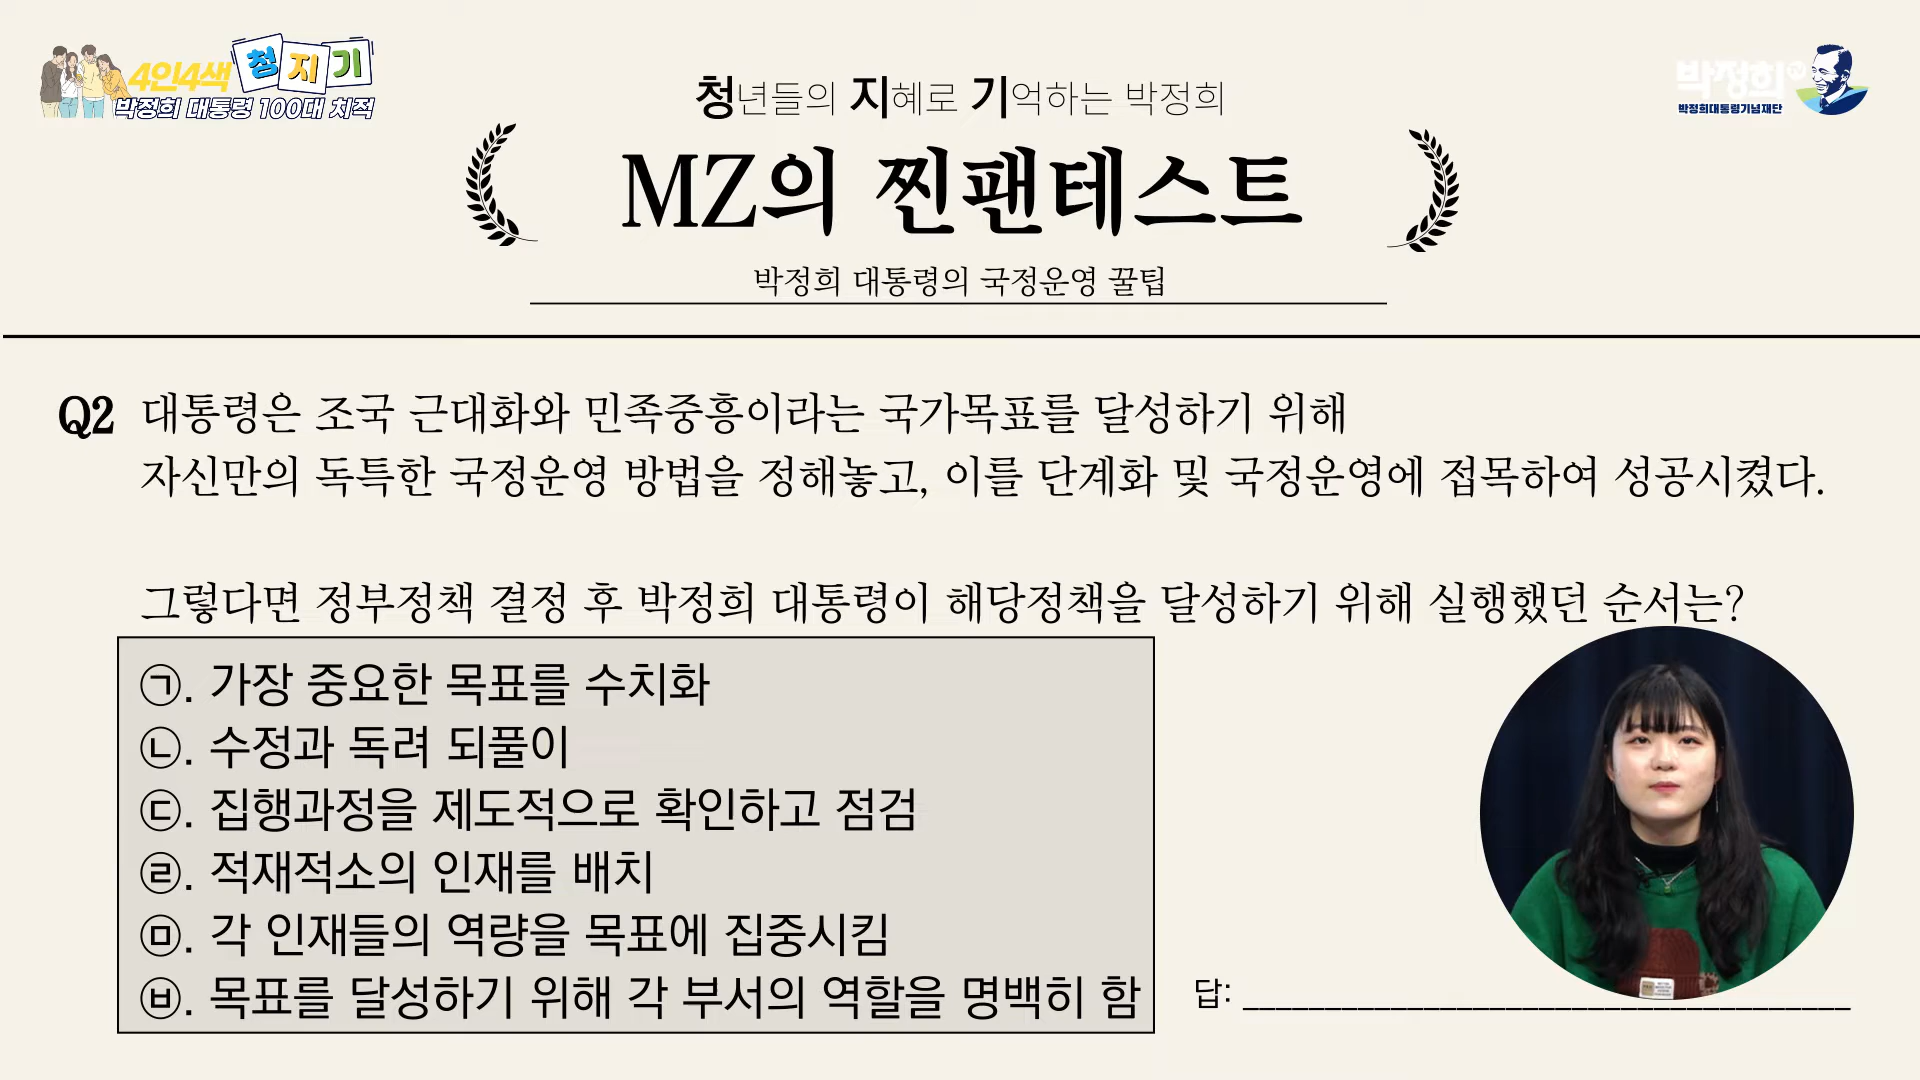 4인4색 청지기
박정희 대통령 100대 치적
박정희TV
박정희대통령기념재단
청년들의 지혜로 기억하는 박정희
MZ의 찐팬테스트
박정희 대통령의 국정운영 꿀팁
Q2 대통령은 조국 근대화와 민족중흥이라는 국가목표를 달성하기 위해
자신만의 독특한 국정운영 방법을 정해놓고, 이를 단계화 및 국정운영에 접목하여 성공시켰다.
그렇다면 정부정책 결정 후 박정희 대통령이 해당정책을 달성하기 위해 실행했던 순서는?
㉠. 가장 중요한 목표를 수치화
㉡. 수정과 독려 되풀이
㉢. 집행과정을 제도적으로 확인하고 점검
㉣. 적재적소의 인재를 배치
㉤. 각 인재들의 역량을 목표에 집중시킴
㉥. 목표를 달성하기 위해 각 부서의 역할을 명백히 함
답: ______________________________________